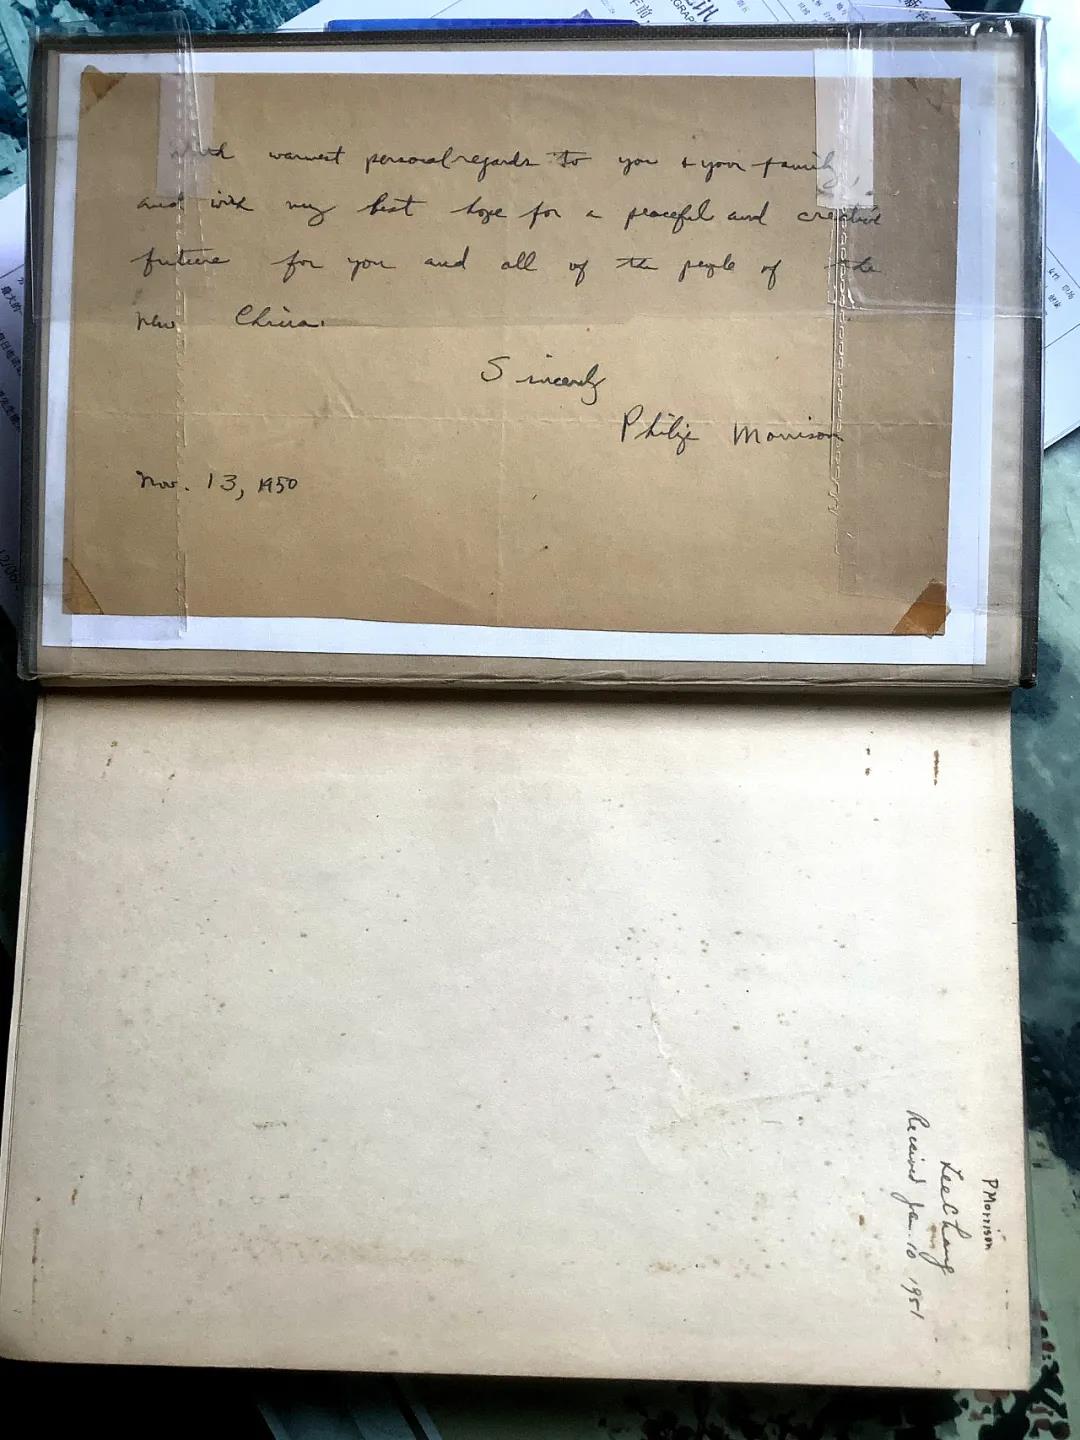 with warmest personal regards to you & your family,
and with my best hope for a peaceful and creative
future for you and all of the people of the
new China.
Sincerely
Philip Morrison
Nov. 13, 1950
P Morrison
Lee Chang
Received Jan. 10 1951